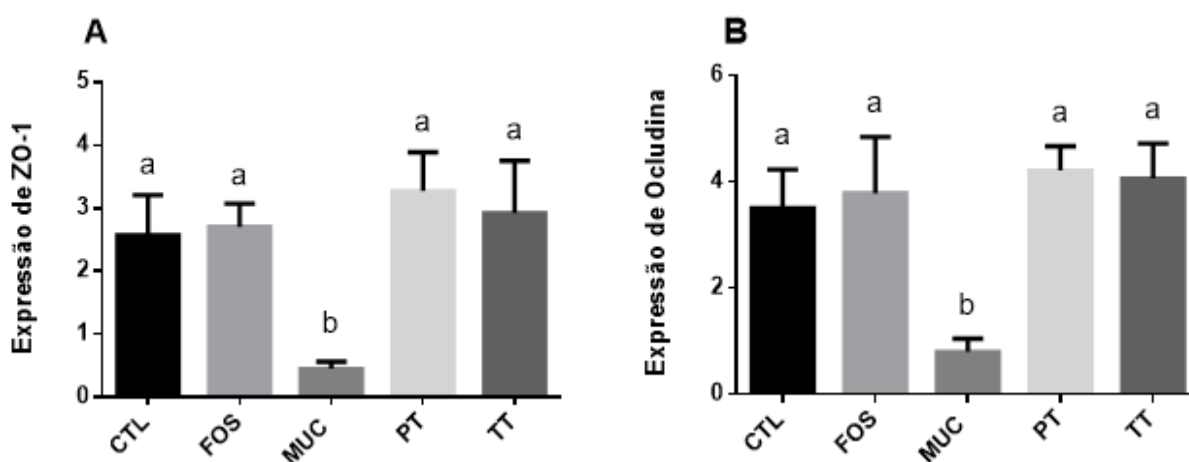 A
Expressão de ZO-1
5
4
3
2
1
0
a
a
b
a
a
CTL
FOS
MUC
PT
TT
B
Expressão de Ocludina
6
4
2
0
a
a
b
a
a
CTL
FOS
MUC
PT
TT